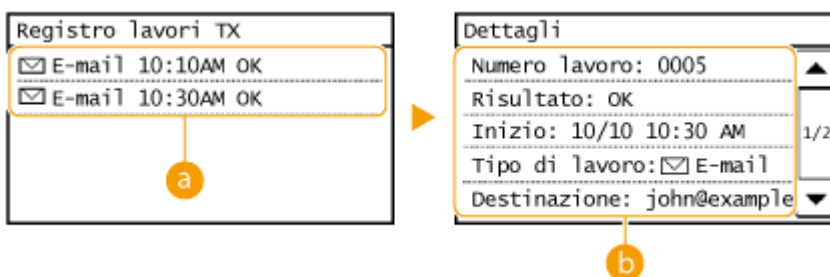 Registro lavori TX
E-mail 10:10AM OK
E-mail 10:30AM OK
a
Dettagli
Numero lavoro: 0005
Risultato: OK
Inizio: 10/10 10:30 AM
1/2
Tipo di lavoro: E-mail
Destinazione: john@example
b